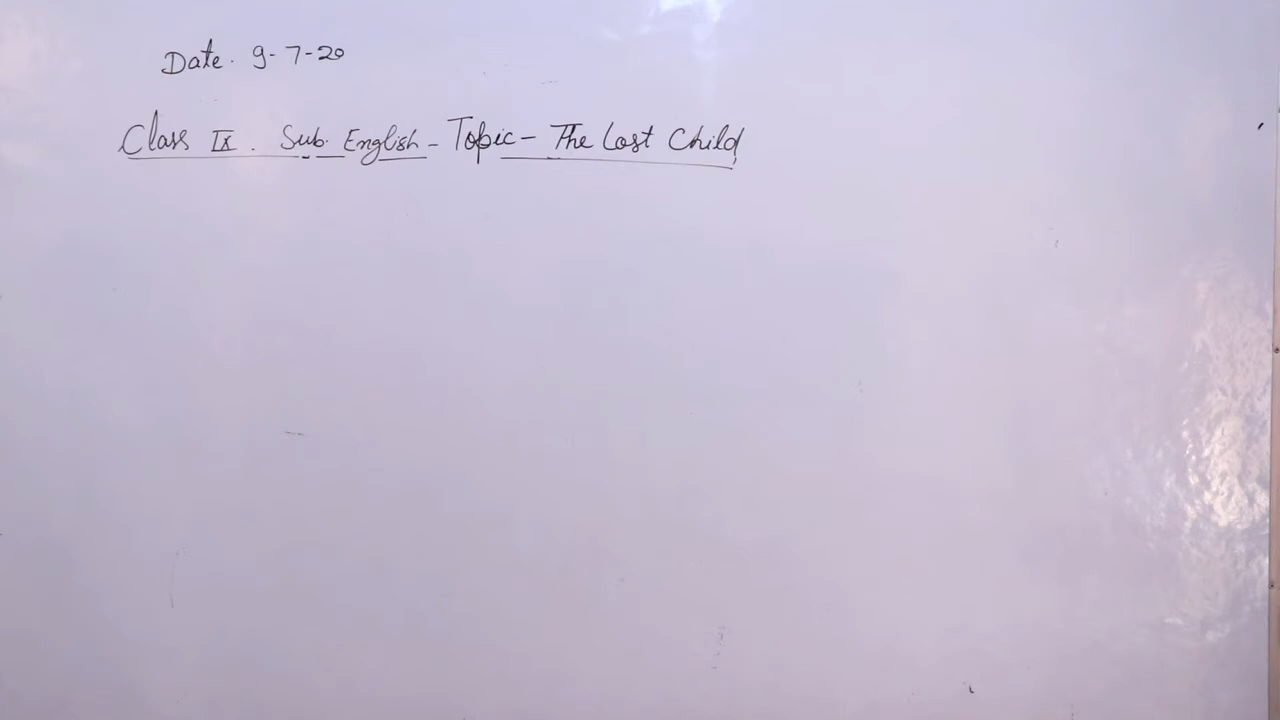 Date. 9-7-20
Class IX. Sub. English - Topic - The Lost Child